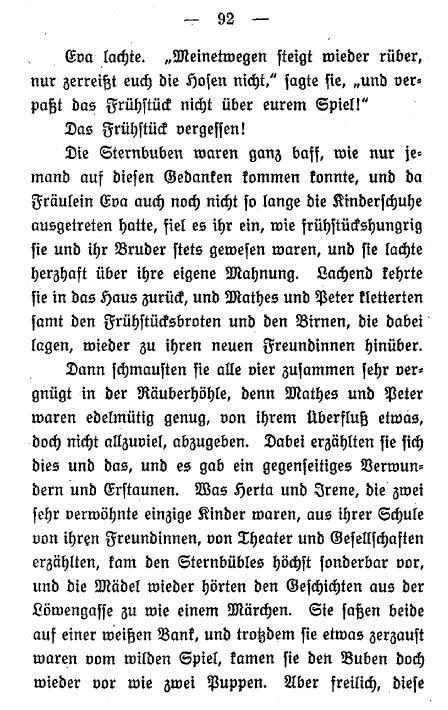 — 92 —
Eva lachte. „Meinetwegen steigt wieder rüber,
nur zerreißt euch die Hosen nicht,“ sagte sie, „und ver-
paßt das Frühstück nicht über eurem Spiel!“
Das Frühstück vergessen!
Die Sternbuben waren ganz baff, wie nur je-
mand auf diesen Gedanken kommen konnte, und da
Fräulein Eva auch noch nicht so lange die Kinderschuhe
ausgetreten hatte, fiel es ihr ein, wie frühstückshungrig
sie und ihr Bruder stets gewesen waren, und sie lachte
herzhaft über ihre eigene Mahnung. Lachend kehrte
sie in das Haus zurück, und Mathes und Peter kletterten
samt den Frühstücksbroten und den Birnen, die dabei
lagen, wieder zu ihren neuen Freundinnen hinüber.
Dann schmausten sie alle vier zusammen sehr ver-
gnügt in der Räuberhöhle, denn Mathes und Peter
waren edelmütig genug, von ihrem Überfluß etwas,
doch nicht allzuviel, abzugeben. Dabei erzählten sie sich
dies und das, und es gab ein gegenseitiges Verwun-
dern und Erstaunen. Was Herta und Irene, die zwei
sehr verwöhnte einzige Kinder waren, aus ihrer Schule
von ihren Freundinnen, von Theater und Gesellschaften
erzählten, kam den Sternbübles höchst sonderbar vor,
und die Mädel wieder hörten den Geschichten aus der
Löwengasse zu wie einem Märchen. Sie saßen beide
auf einer weißen Bank, und trotzdem sie etwas zerzaust
waren vom wilden Spiel, kamen sie den Buben doch
wieder vor wie zwei Puppen. Aber freilich, diese